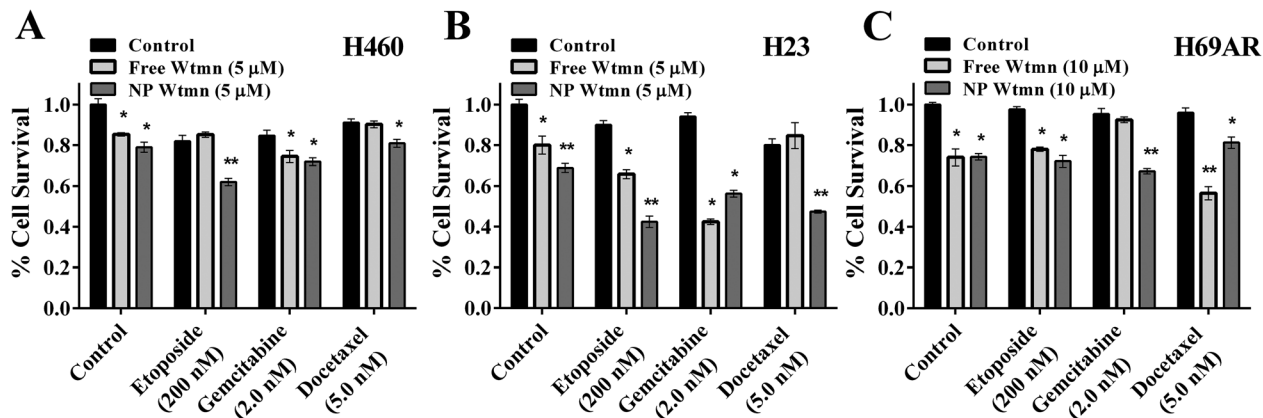 A
H460
Control
Free Wtmn (5 μM)
NP Wtmn (5 μM)
% Cell Survival
1.0
0.8
0.6
0.4
0.2
0.0
* *
**
* *
*
Control
Etoposide
(200 nM)
Gemcitabine
(2.0 nM)
Docetaxel
(5.0 nM)
B
H23
Control
Free Wtmn (5 μM)
NP Wtmn (5 μM)
% Cell Survival
1.0
0.8
0.6
0.4
0.2
0.0
* **
* **
* *
**
Control
Etoposide
(200 nM)
Gemcitabine
(2.0 nM)
Docetaxel
(5.0 nM)
C
H69AR
Control
Free Wtmn (10 μM)
NP Wtmn (10 μM)
% Cell Survival
1.0
0.8
0.6
0.4
0.2
0.0
* *
* *
**
** *
Control
Etoposide
(200 nM)
Gemcitabine
(2.0 nM)
Docetaxel
(5.0 nM)